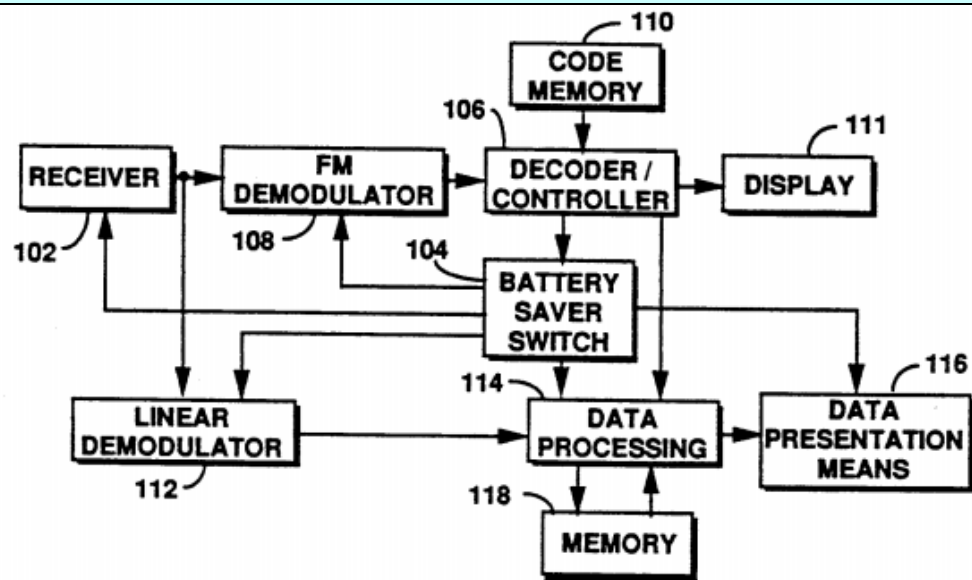 110
CODE
MEMORY
106
111
RECEIVER
FM
DEMODULATOR
DECODER /
CONTROLLER
DISPLAY
102
108
104
BATTERY
SAVER
SWITCH
114
116
LINEAR
DEMODULATOR
DATA
PROCESSING
DATA
PRESENTATION
MEANS
112
118
MEMORY